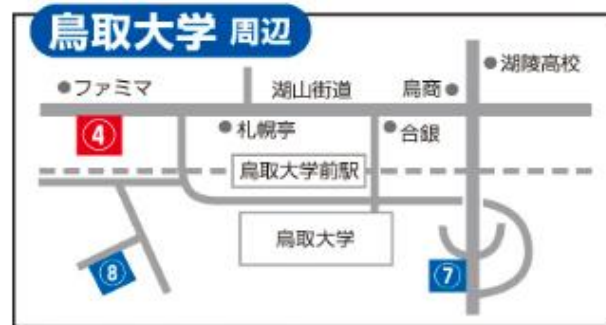 鳥取大学 周辺
●湖陵高校
●ファミマ
湖山街道
鳥商●
④
●札幌亭
●合銀
鳥取大学前駅
鳥取大学
⑧
⑦